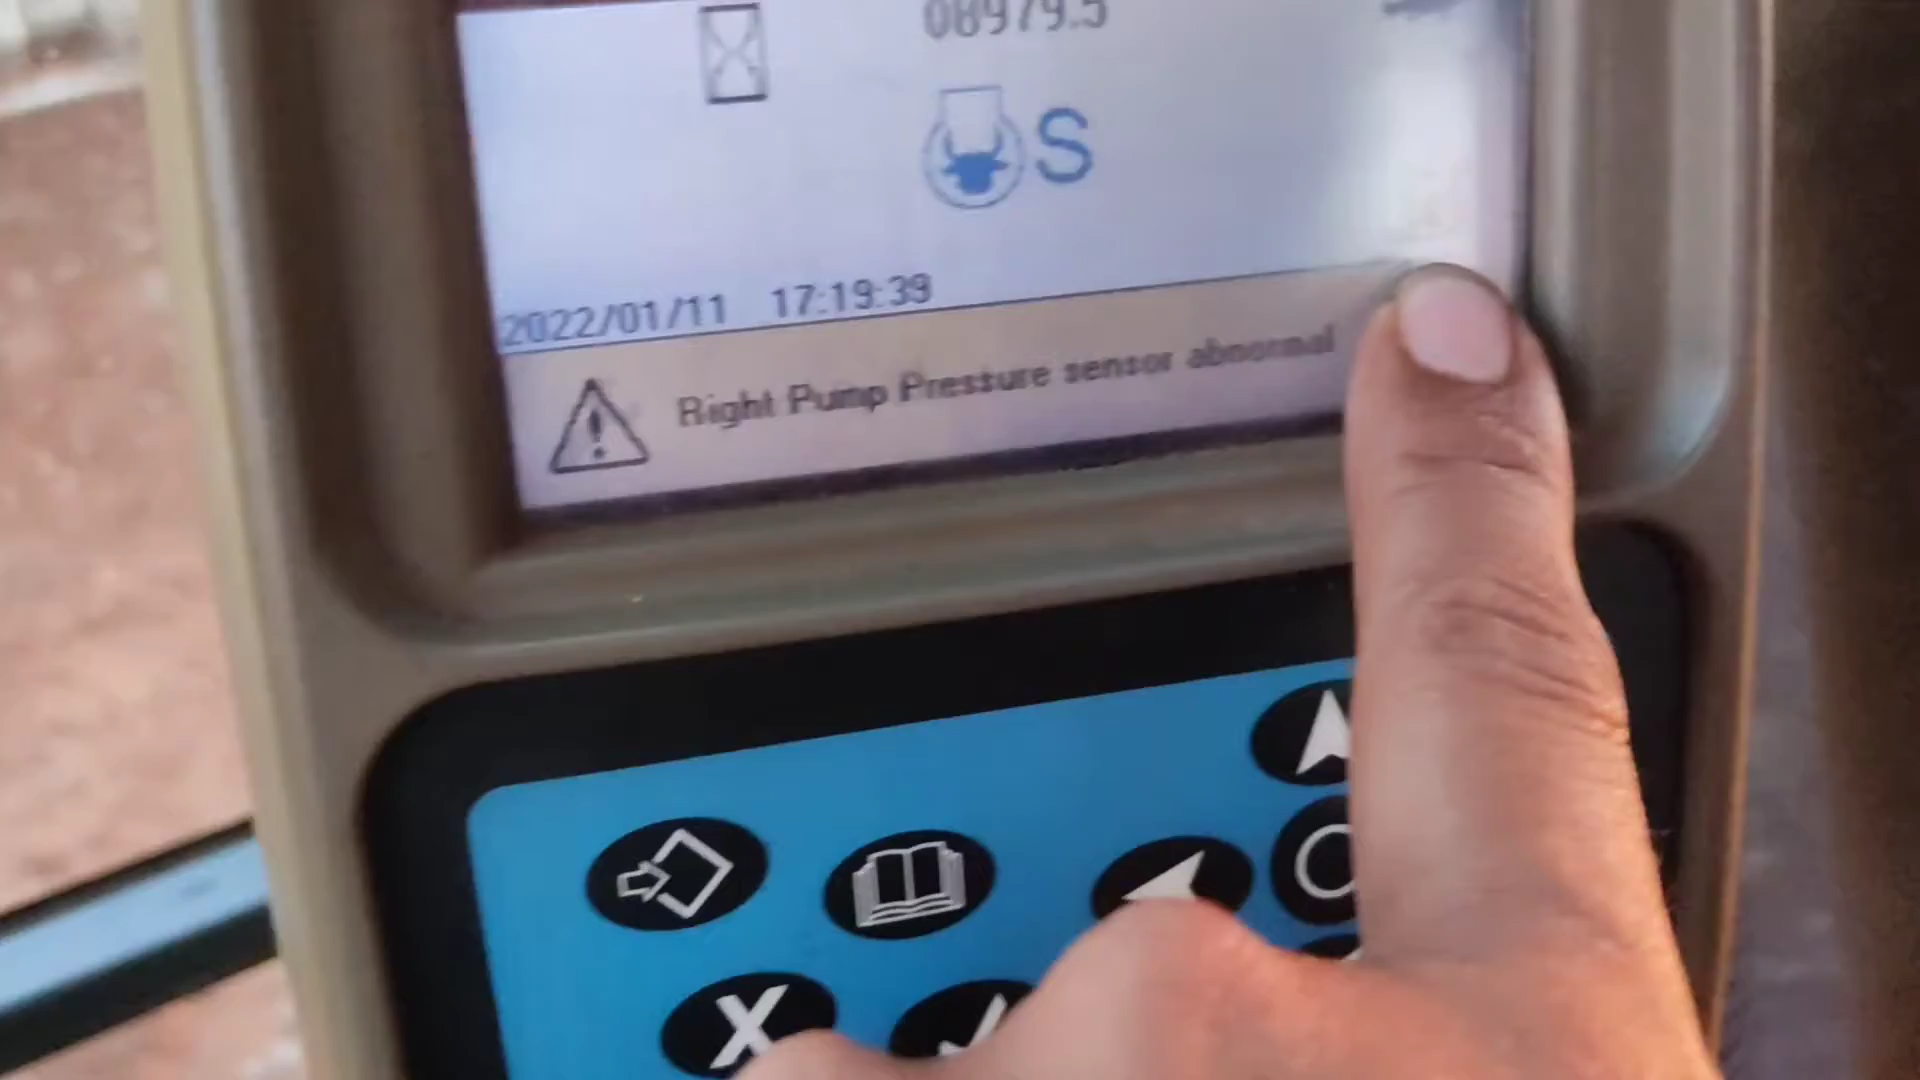 08979.5
S
2022/01/11 17:19:39
Right Pump Pressure sensor abnormal
X